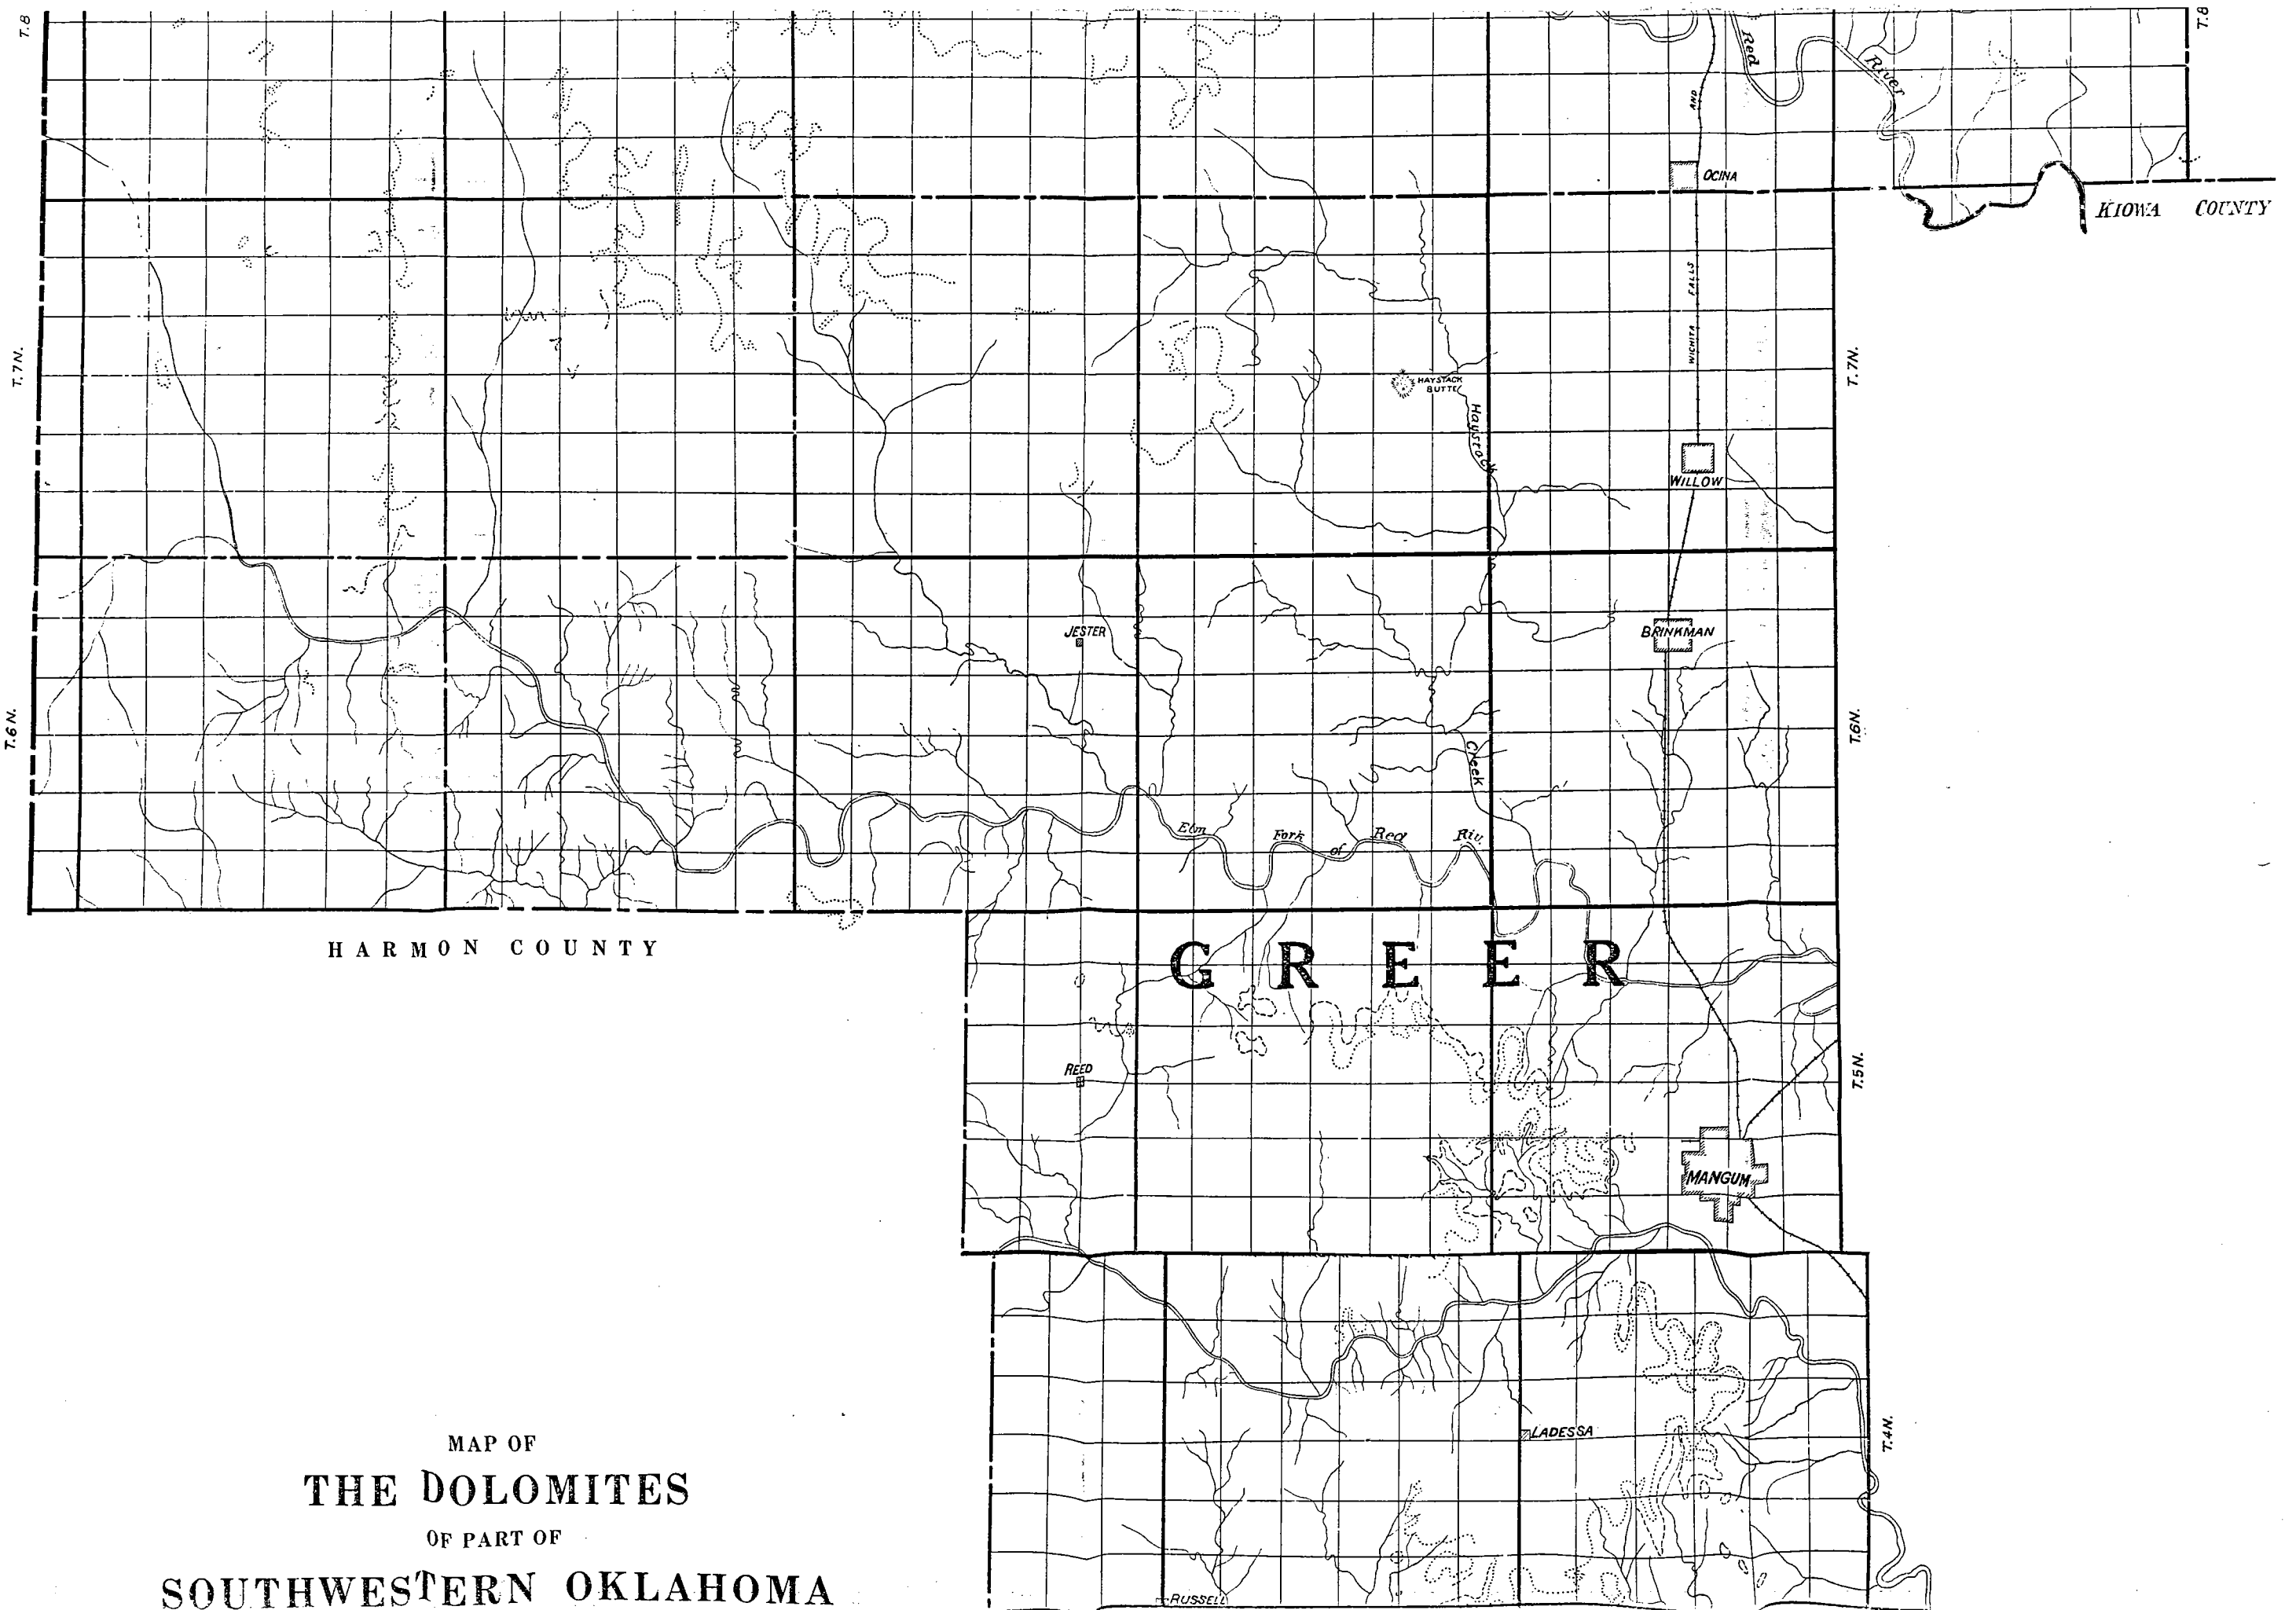 T.8
T.8
Red
River
AND
OCINA
KIOWA COUNTY
FALLS
WICHITA
T.7N.
T.7N.
HAYSTACK
BUTTE
Haystack
WILLOW
JESTER
BRINKMAN
T.6N.
T.6N.
Creek
Elm Fork of Red Riv.
HARMON COUNTY
GREER
REED
T.5N.
MANGUM
LADESSA
T.4N.
MAP OF
THE DOLOMITES
OF PART OF
SOUTHWESTERN OKLAHOMA
RUSSELL